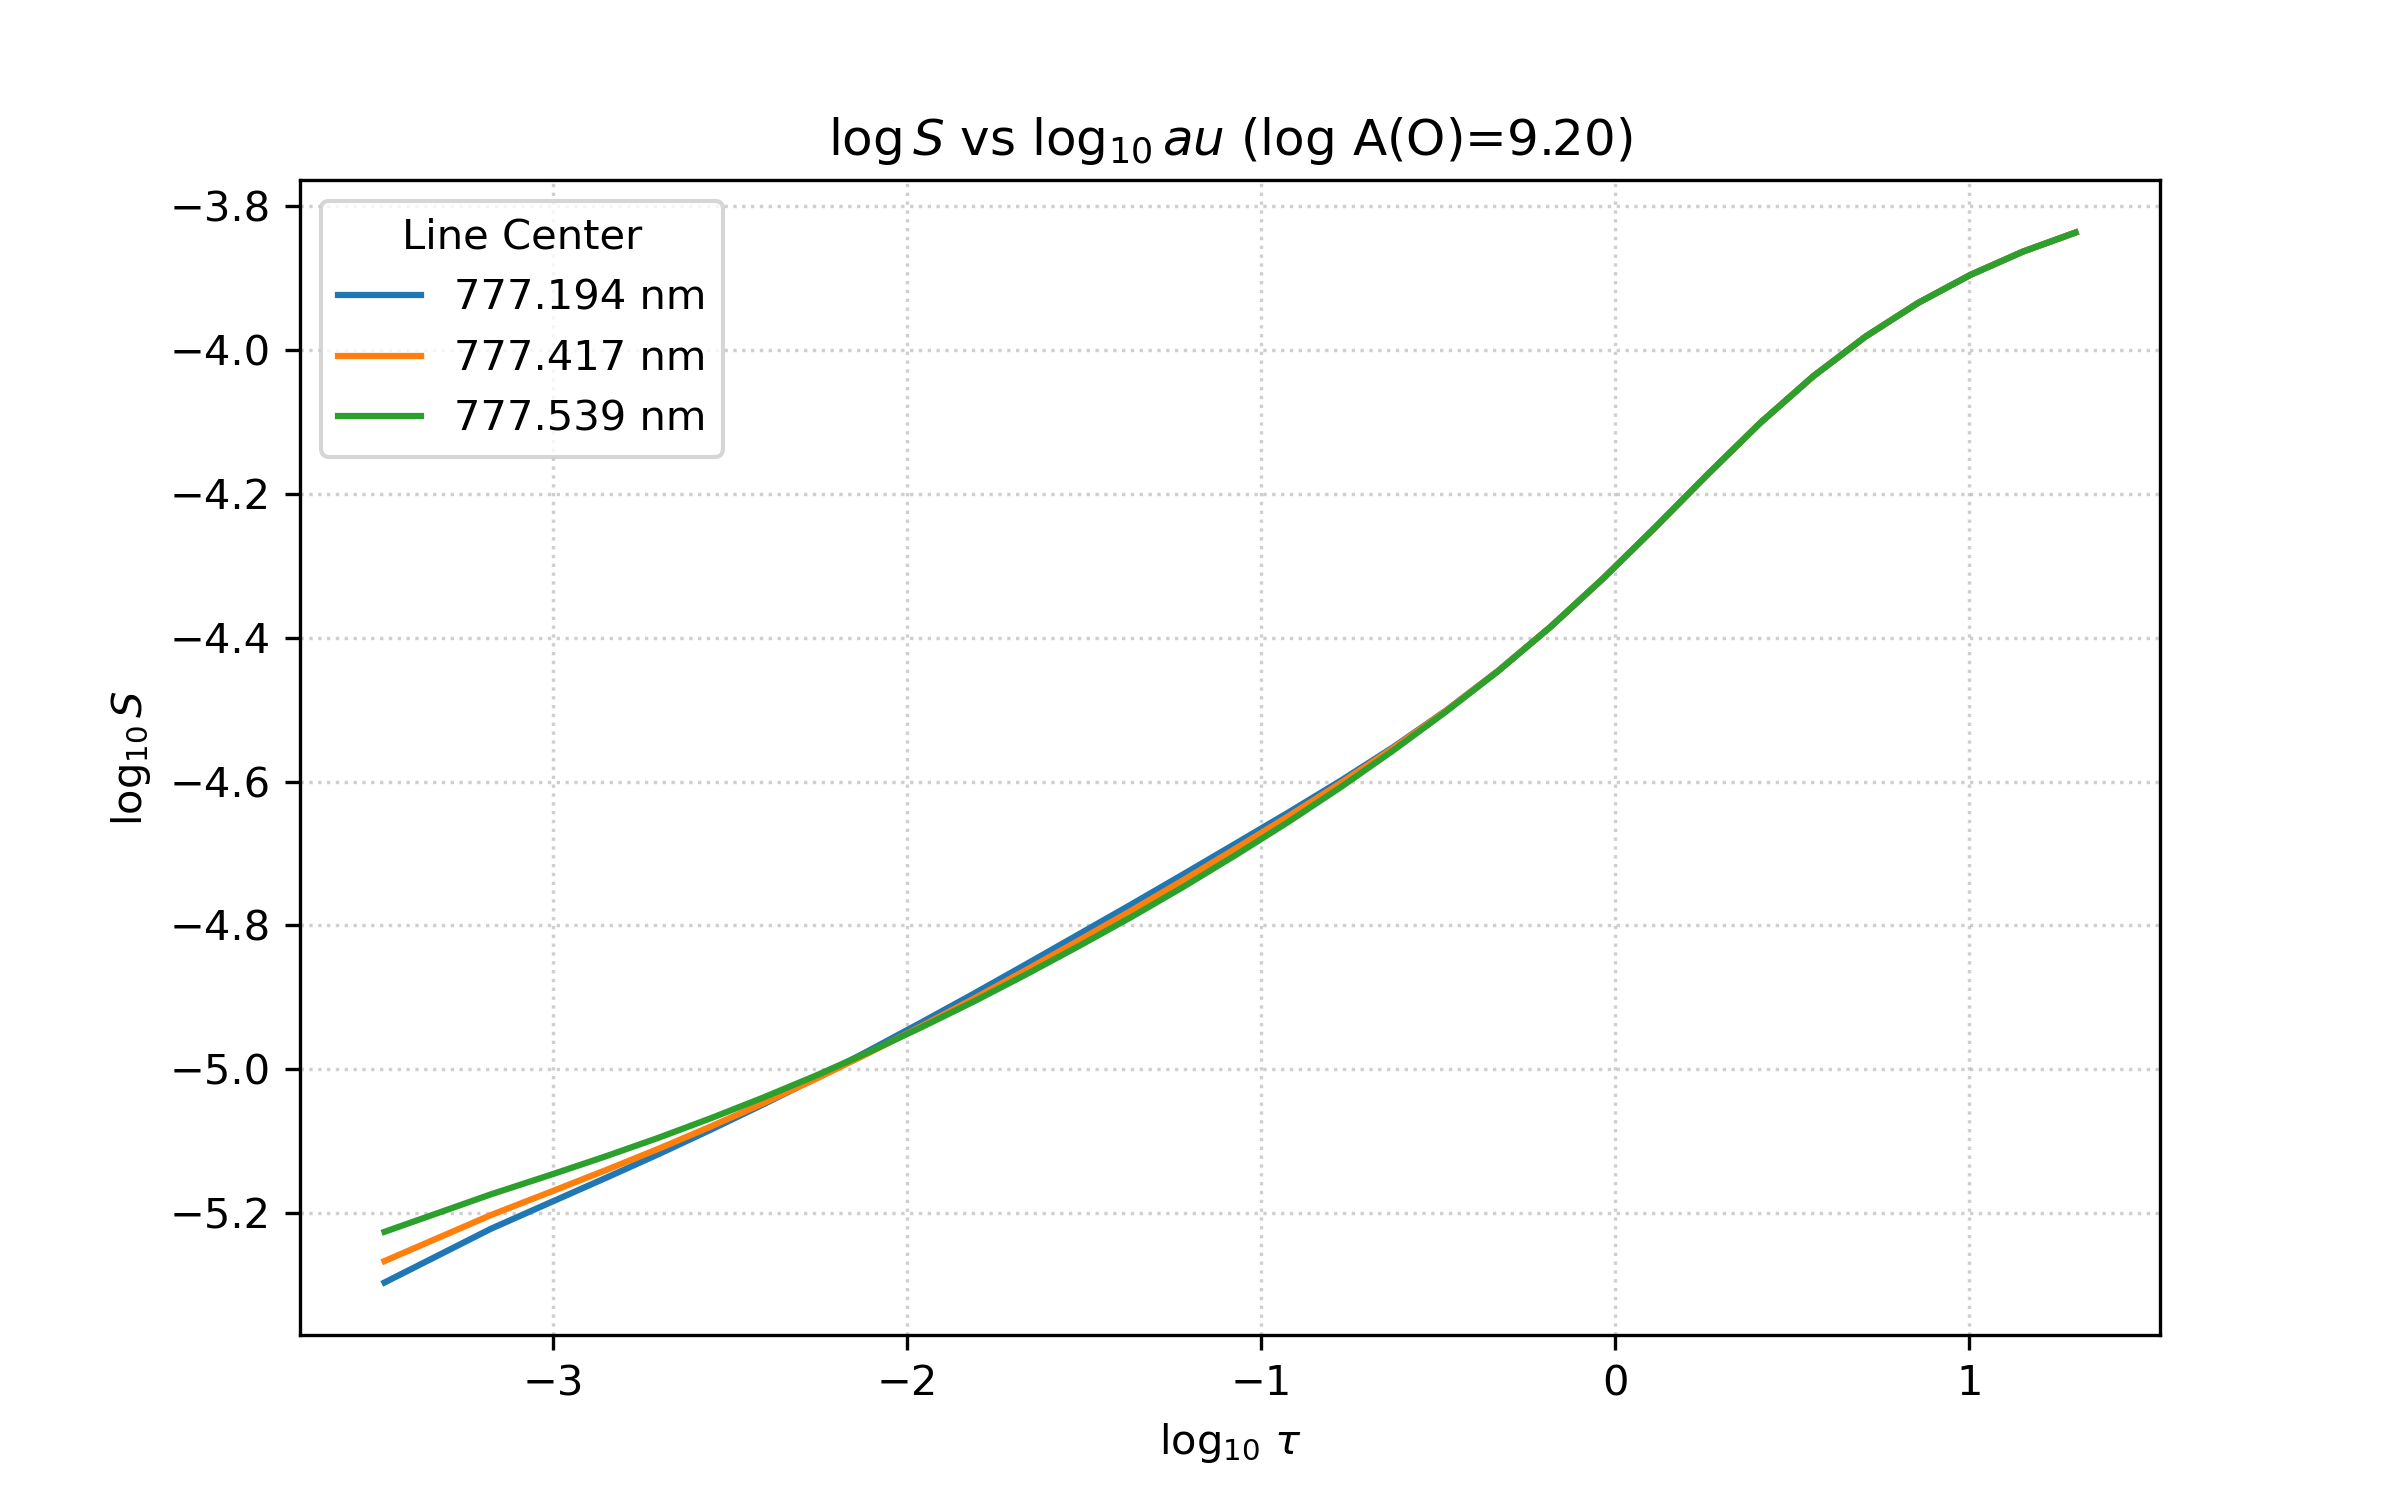 log S vs log₁₀ au (log A(O)=9.20)
Line Center
777.194 nm
777.417 nm
777.539 nm
−3.8
−4.0
−4.2
−4.4
−4.6
−4.8
−5.0
−5.2
log₁₀ S
−3 −2 −1 0 1
log₁₀ τ